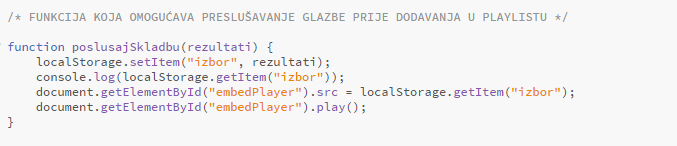 /* FUNKCIJA KOJA OMOGUĆAVA PRESLUŠAVANJE GLAZBE PRIJE DODAVANJA U PLAYLISTU */
function poslusajSkladbu(rezultati) {
localStorage.setItem("izbor", rezultati);
console.log(localStorage.getItem("izbor"));
document.getElementById("embedPlayer").src = localStorage.getItem("izbor");
document.getElementById("embedPlayer").play();
}